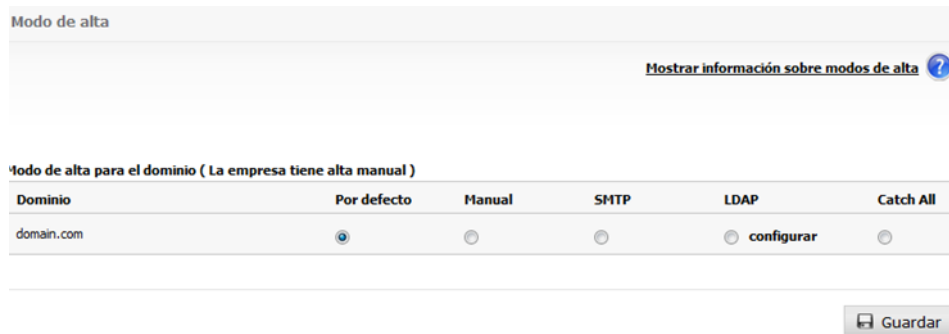 Modo de alta
Mostrar información sobre modos de alta ?
Modo de alta para el dominio ( La empresa tiene alta manual )
Dominio Por defecto Manual SMTP LDAP Catch All
domain.com configurar
Guardar